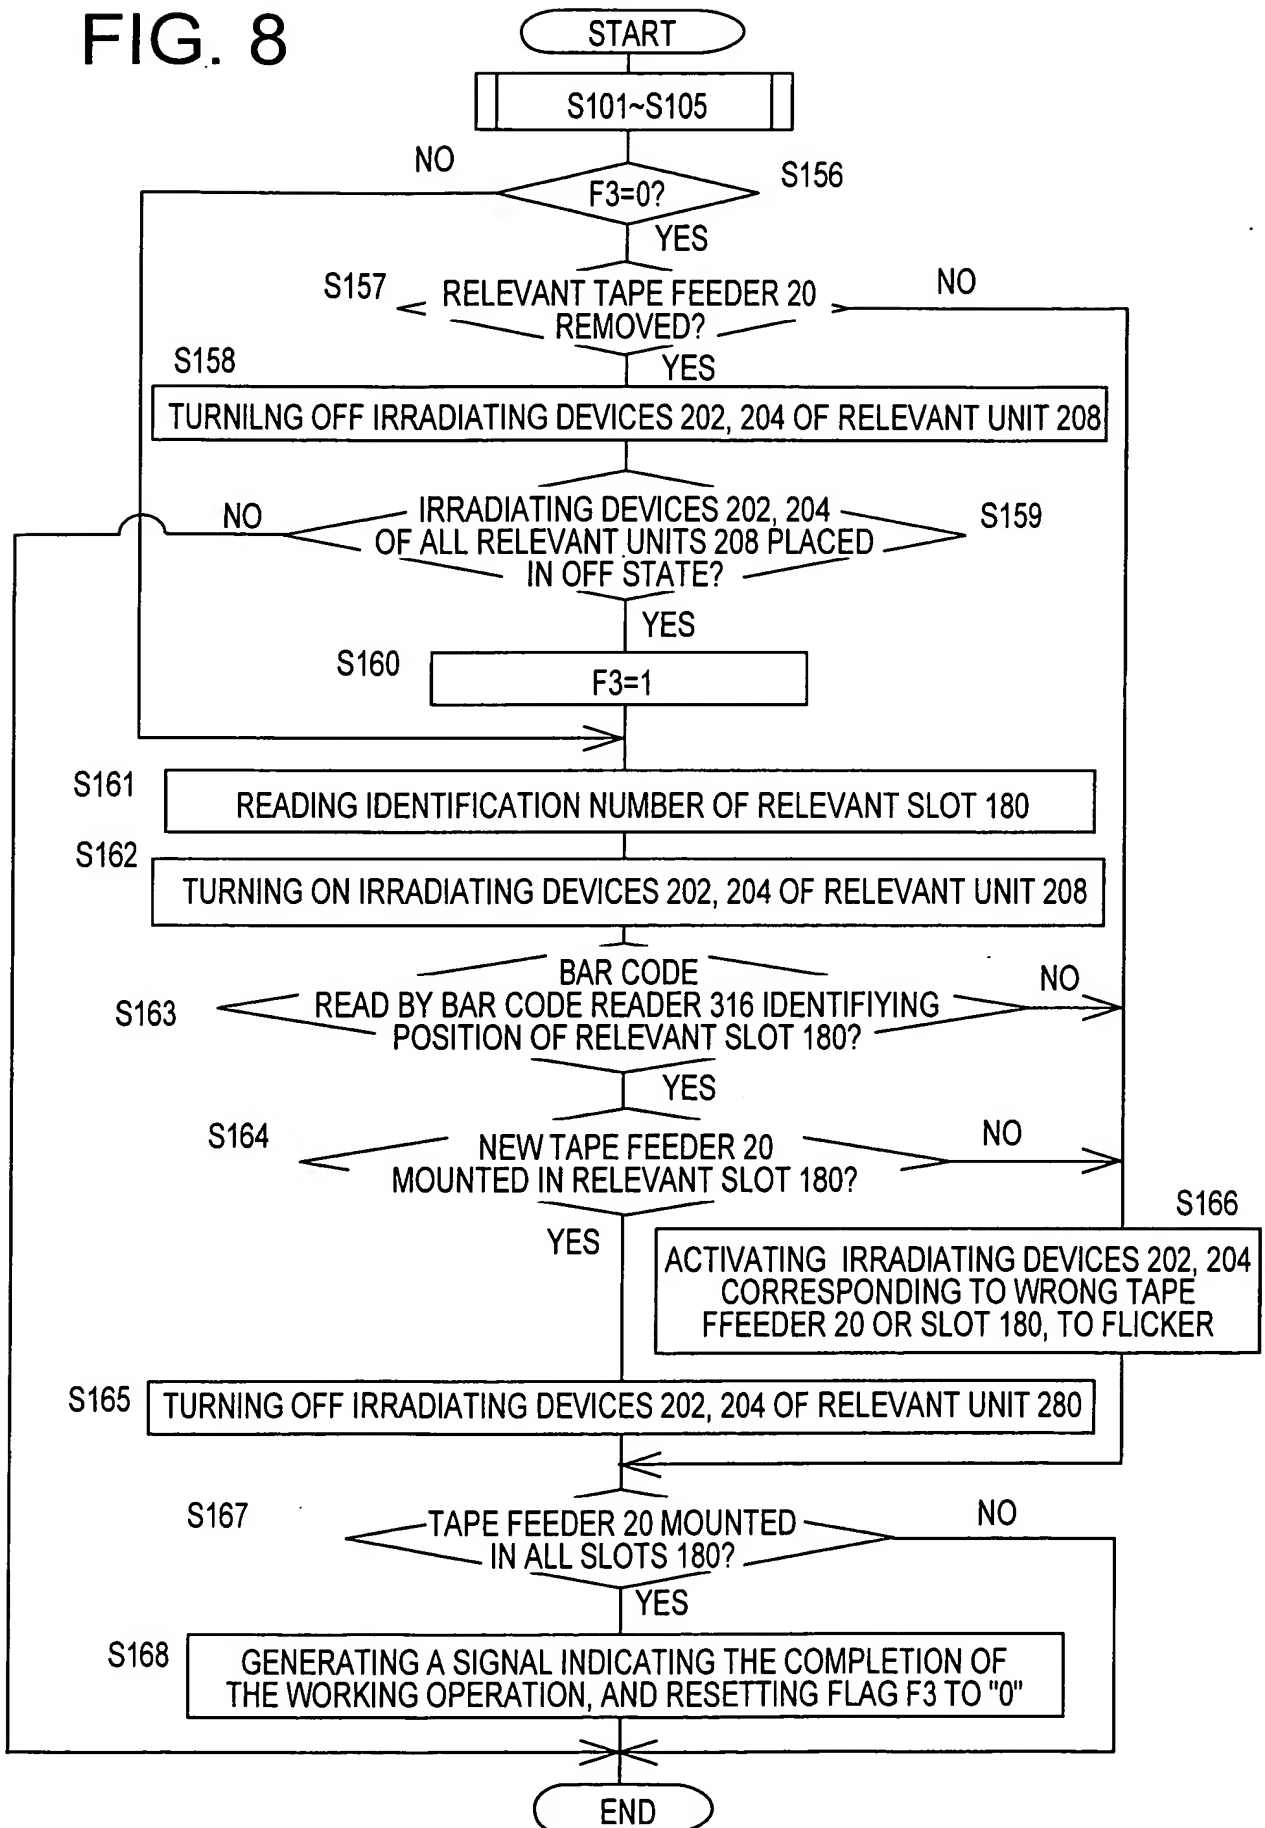 FIG. 8
START
S101~S105
NO
F3=0?
S156
YES
S157
RELEVANT TAPE FEEDER 20
REMOVED?
NO
S158
YES
TURNILNG OFF IRRADIATING DEVICES 202, 204 OF RELEVANT UNIT 208
NO
IRRADIATING DEVICES 202, 204
OF ALL RELEVANT UNITS 208 PLACED
IN OFF STATE?
S159
YES
S160
F3=1
S161
READING IDENTIFICATION NUMBER OF RELEVANT SLOT 180
S162
TURNING ON IRRADIATING DEVICES 202, 204 OF RELEVANT UNIT 208
S163
BAR CODE
READ BY BAR CODE READER 316 IDENTIFIYING
POSITION OF RELEVANT SLOT 180?
NO
YES
S164
NEW TAPE FEEDER 20
MOUNTED IN RELEVANT SLOT 180?
NO
YES
S166
ACTIVATING IRRADIATING DEVICES 202, 204
CORRESPONDING TO WRONG TAPE
FFEEDER 20 OR SLOT 180, TO FLICKER
S165
TURNING OFF IRRADIATING DEVICES 202, 204 OF RELEVANT UNIT 280
S167
TAPE FEEDER 20 MOUNTED
IN ALL SLOTS 180?
NO
YES
S168
GENERATING A SIGNAL INDICATING THE COMPLETION OF
THE WORKING OPERATION, AND RESETTING FLAG F3 TO "0"
END